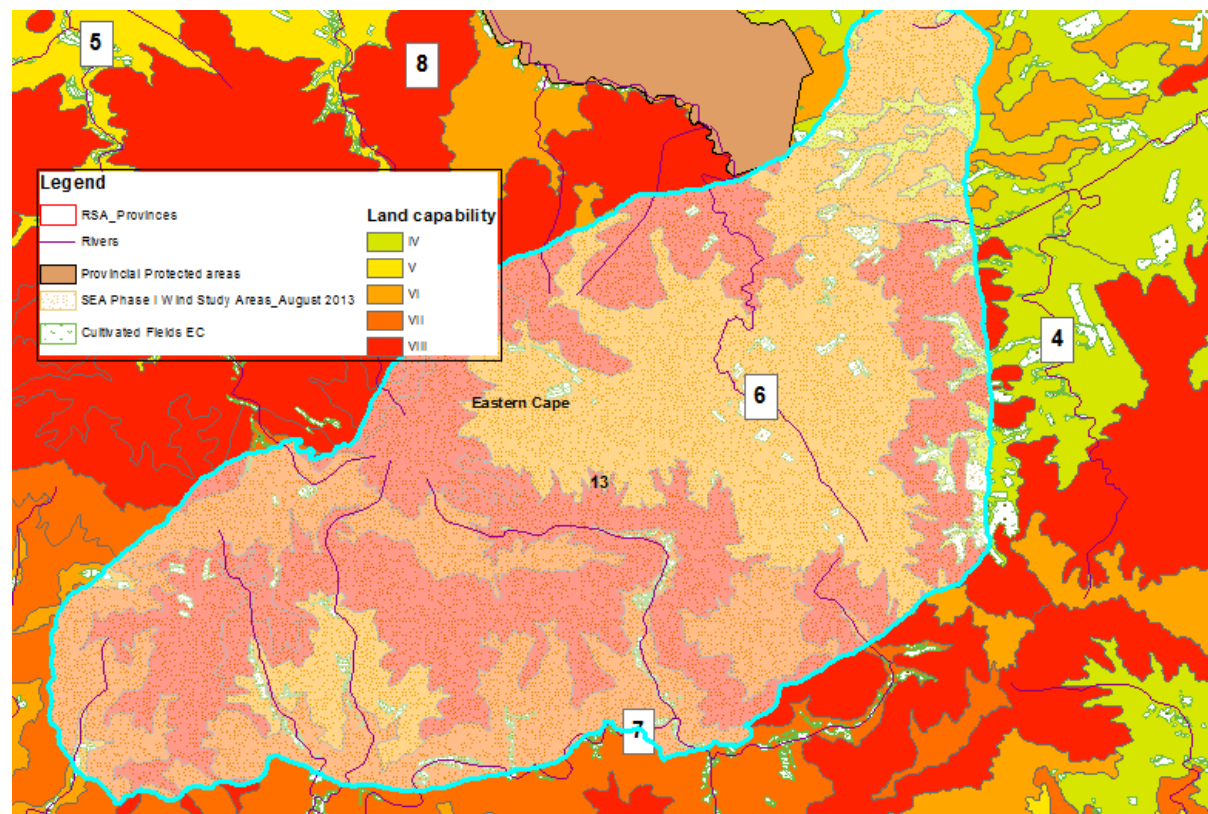 5
8
Legend
RSA_Provinces
Rivers
Provincial Protected areas
SEA Phase I Wind Study Areas_August 2013
Cultivated Fields EC
Land capability
IV
V
VI
VII
VIII
4
6
Eastern Cape
13
7